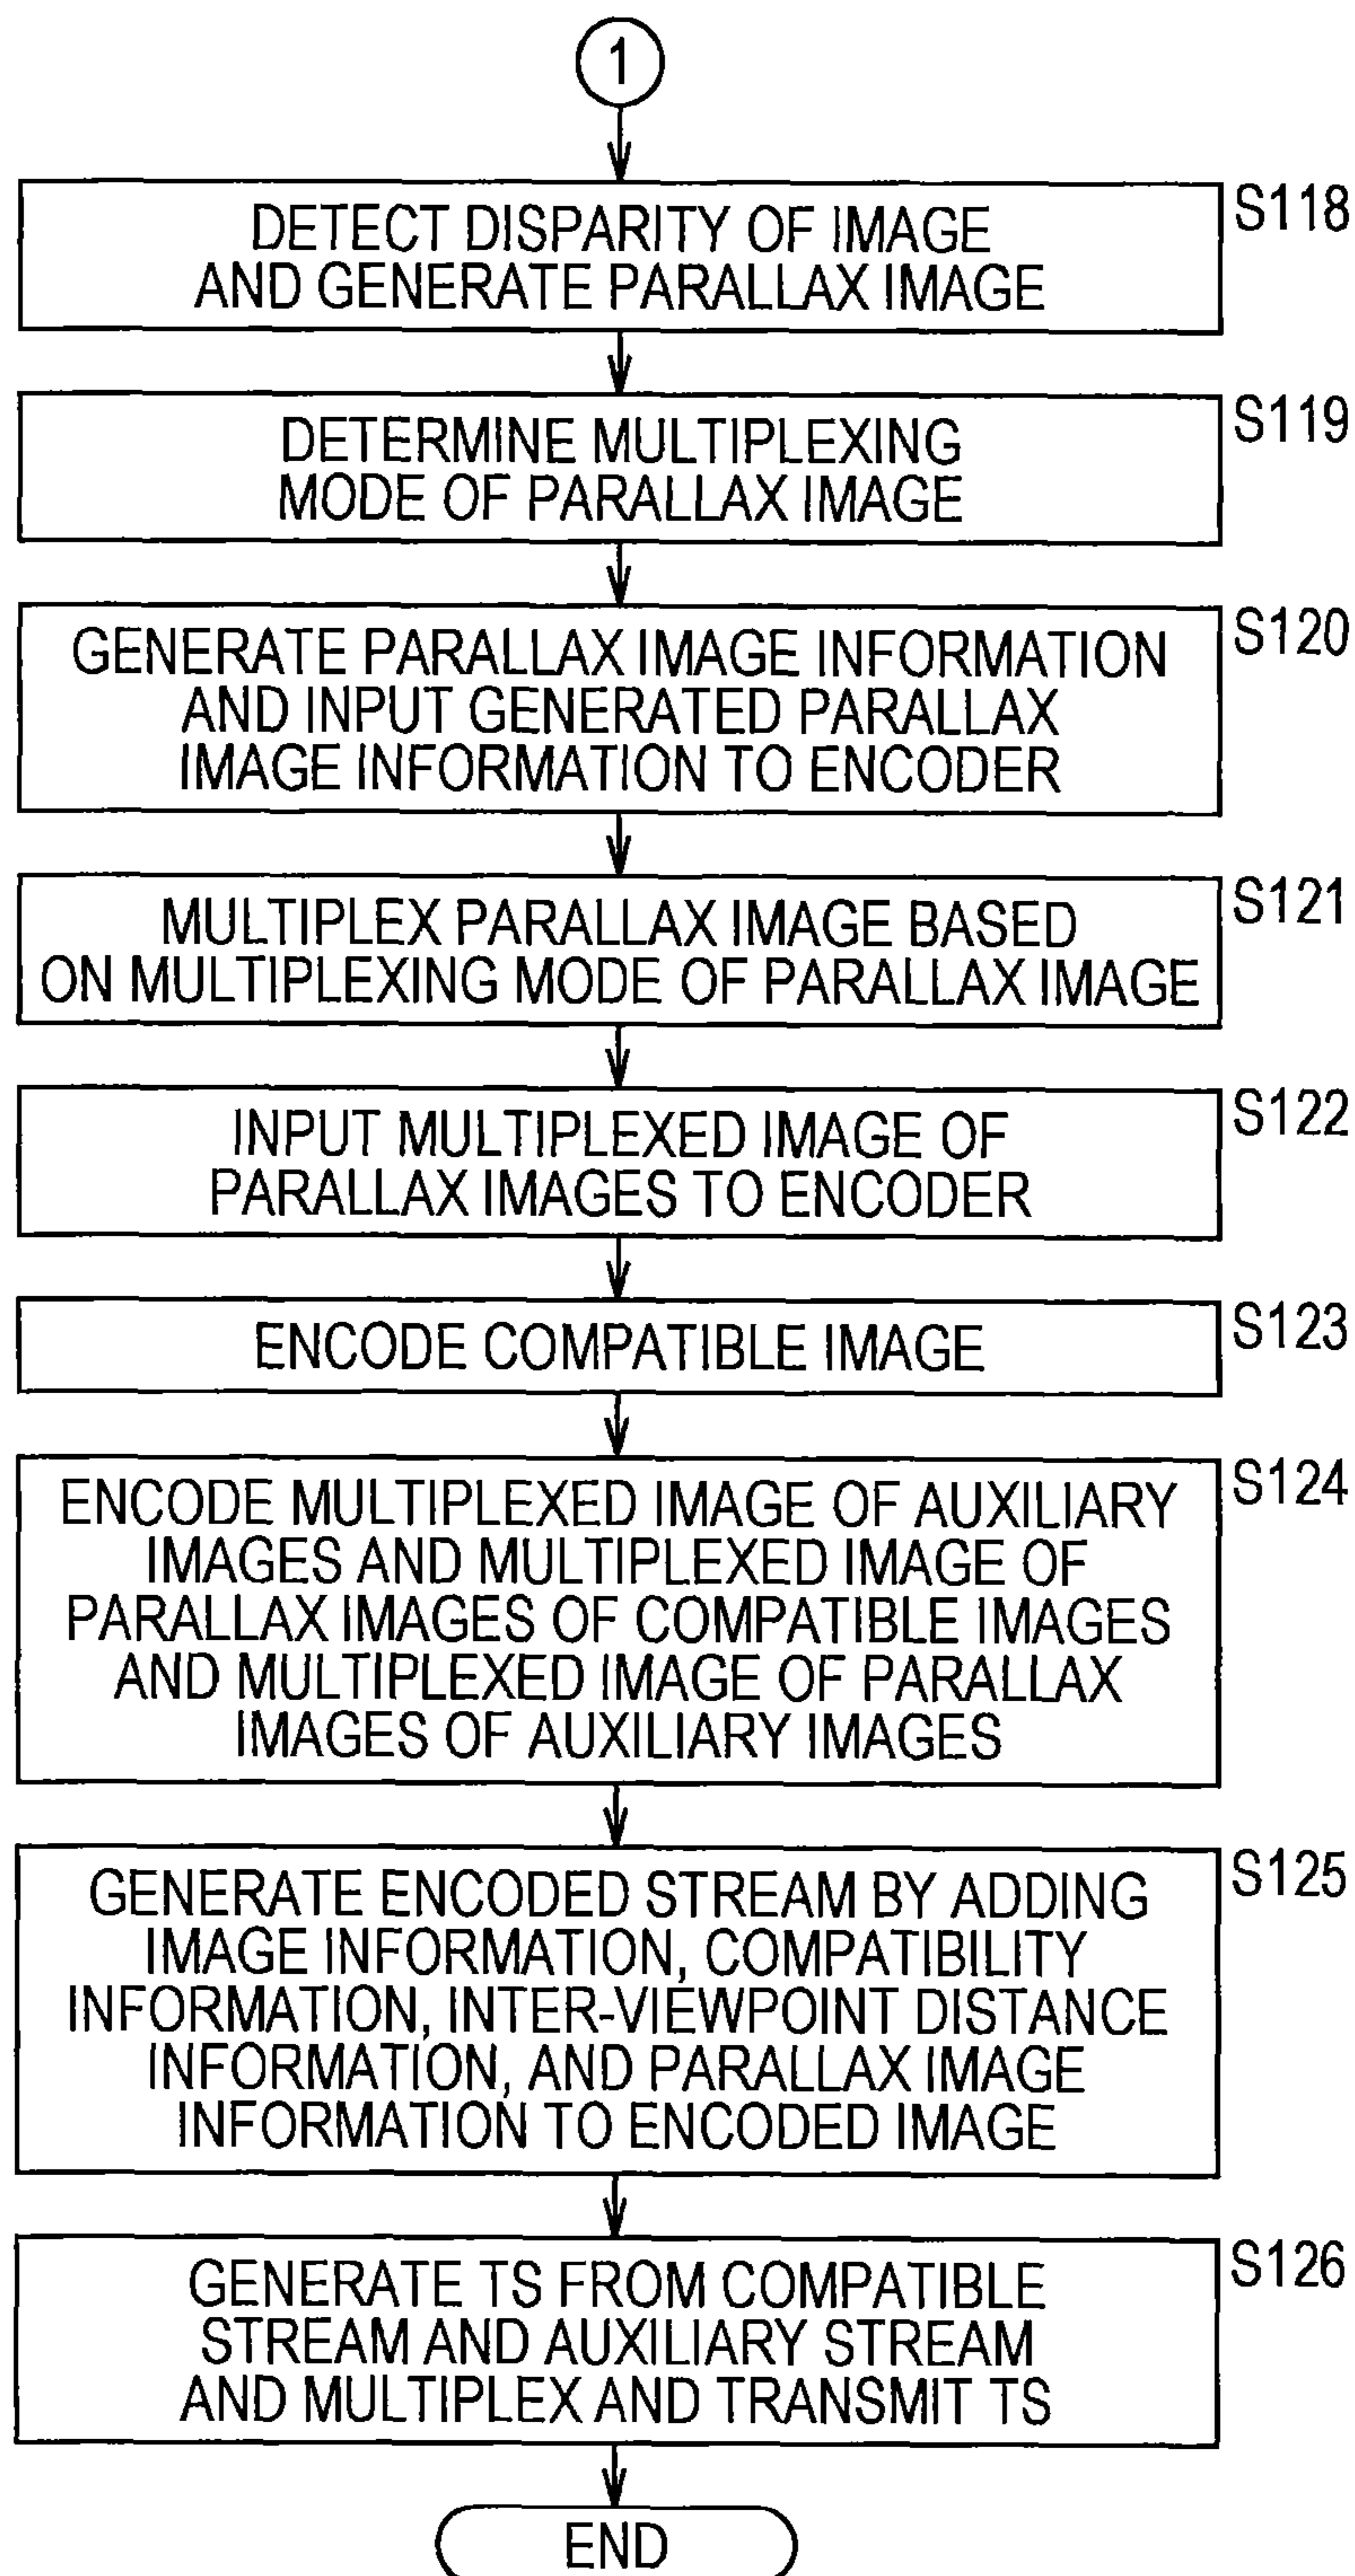 1
S118
DETECT DISPARITY OF IMAGE
AND GENERATE PARALLAX IMAGE
S119
DETERMINE MULTIPLEXING
MODE OF PARALLAX IMAGE
S120
GENERATE PARALLAX IMAGE INFORMATION
AND INPUT GENERATED PARALLAX
IMAGE INFORMATION TO ENCODER
S121
MULTIPLEX PARALLAX IMAGE BASED
ON MULTIPLEXING MODE OF PARALLAX IMAGE
S122
INPUT MULTIPLEXED IMAGE OF
PARALLAX IMAGES TO ENCODER
S123
ENCODE COMPATIBLE IMAGE
S124
ENCODE MULTIPLEXED IMAGE OF AUXILIARY
IMAGES AND MULTIPLEXED IMAGE OF
PARALLAX IMAGES OF COMPATIBLE IMAGES
AND MULTIPLEXED IMAGE OF PARALLAX
IMAGES OF AUXILIARY IMAGES
S125
GENERATE ENCODED STREAM BY ADDING
IMAGE INFORMATION, COMPATIBILITY
INFORMATION, INTER-VIEWPOINT DISTANCE
INFORMATION, AND PARALLAX IMAGE
INFORMATION TO ENCODED IMAGE
S126
GENERATE TS FROM COMPATIBLE
STREAM AND AUXILIARY STREAM
AND MULTIPLEX AND TRANSMIT TS
END